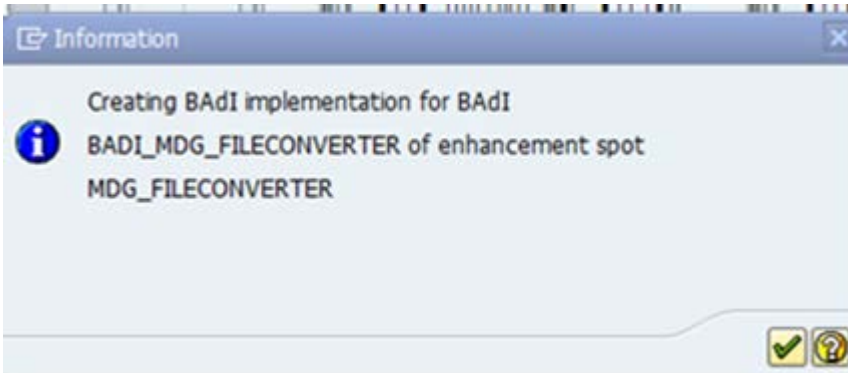 Information
Creating BAdI implementation for BAdI
BADI_MDG_FILECONVERTER of enhancement spot
MDG_FILECONVERTER